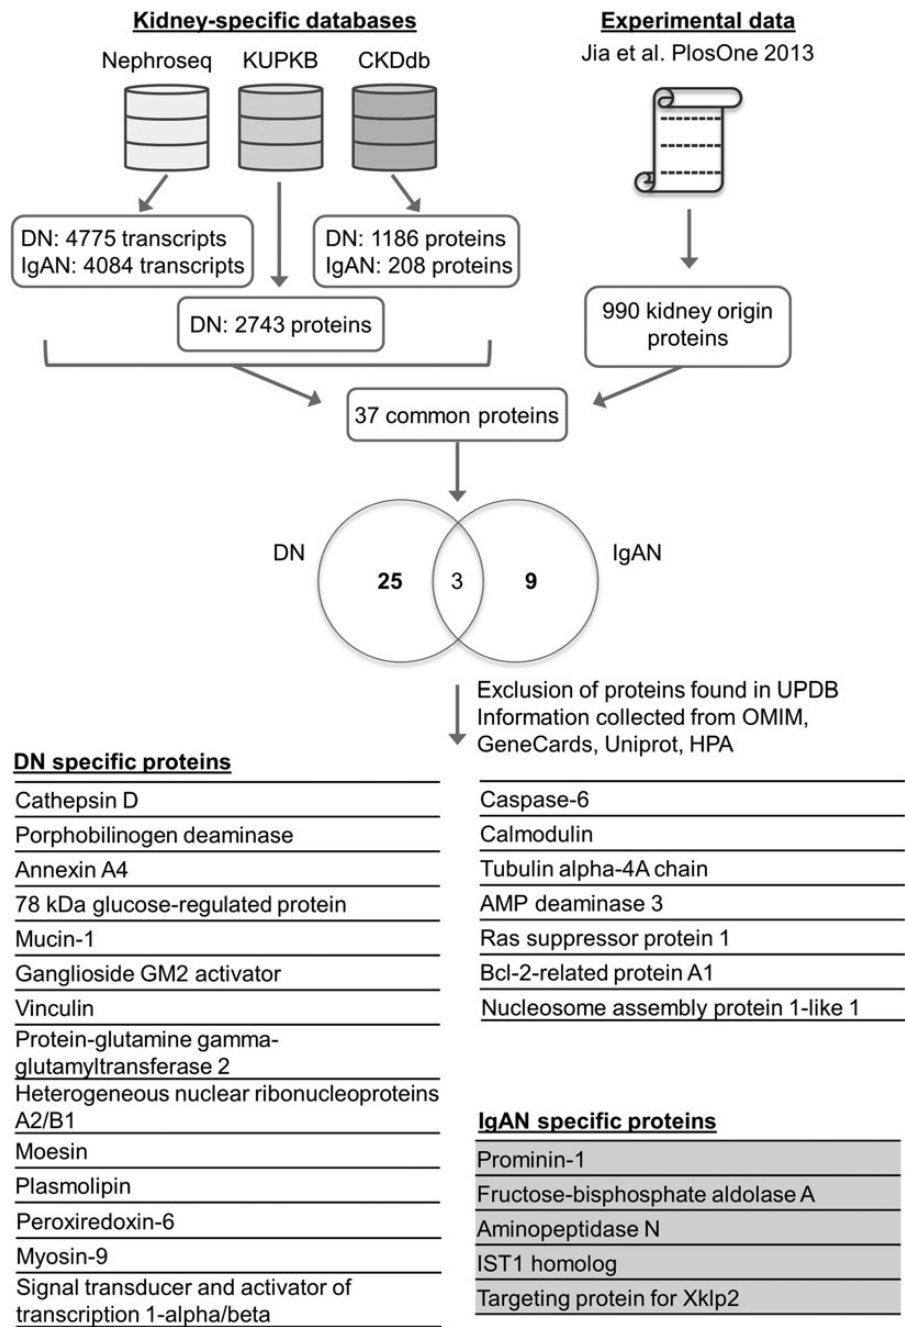 Kidney-specific databases
Experimental data
Nephroseq
KUPKB
CKDdb
Jia et al. PlosOne 2013
DN: 4775 transcripts
IgAN: 4084 transcripts
DN: 1186 proteins
IgAN: 208 proteins
DN: 2743 proteins
990 kidney origin
proteins
37 common proteins
DN
IgAN
25
3
9
Exclusion of proteins found in UPDB
Information collected from OMIM,
GeneCards, Uniprot, HPA
DN specific proteins
Cathepsin D
Porphobilinogen deaminase
Annexin A4
78 kDa glucose-regulated protein
Mucin-1
Ganglioside GM2 activator
Vinculin
Protein-glutamine gamma-
glutamyltransferase 2
Heterogeneous nuclear ribonucleoproteins
A2/B1
Moesin
Plasmolipin
Peroxiredoxin-6
Myosin-9
Signal transducer and activator of
transcription 1-alpha/beta
Caspase-6
Calmodulin
Tubulin alpha-4A chain
AMP deaminase 3
Ras suppressor protein 1
Bcl-2-related protein A1
Nucleosome assembly protein 1-like 1
IgAN specific proteins
Prominin-1
Fructose-bisphosphate aldolase A
Aminopeptidase N
IST1 homolog
Targeting protein for Xklp2